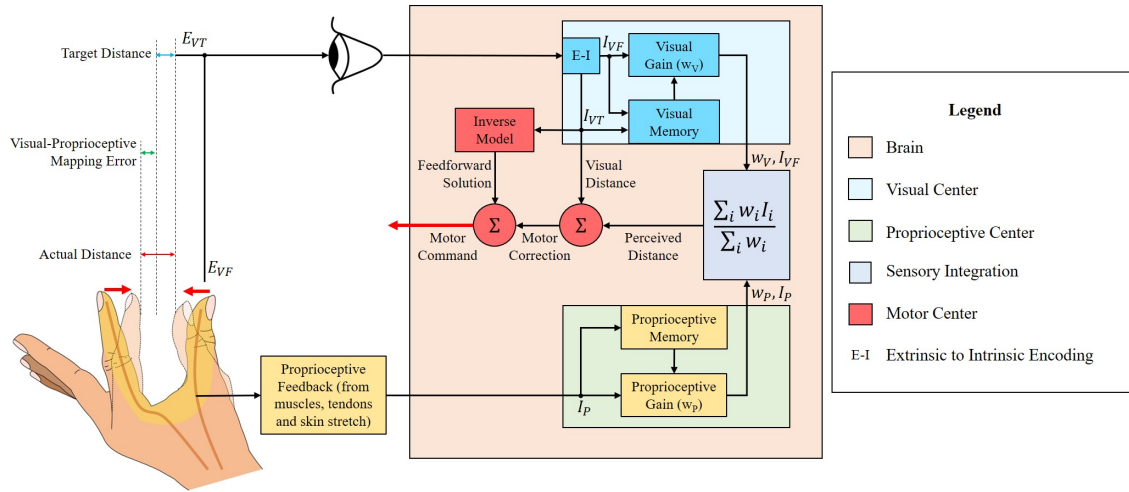 Target Distance
E_VT
Visual-Proprioceptive
Mapping Error
Actual Distance
E_VF
Proprioceptive
Feedback (from
muscles, tendons
and skin stretch)
E-I
I_VF
Visual
Gain (w_V)
Visual
Memory
I_VT
Inverse
Model
Feedforward
Solution
Visual
Distance
w_V, I_VF
Σ
Σ
Motor
Command
Motor
Correction
Perceived
Distance
∑_i w_i I_i
∑_i w_i
w_P, I_P
Proprioceptive
Memory
I_P
Proprioceptive
Gain (w_P)
Legend
Brain
Visual Center
Proprioceptive Center
Sensory Integration
Motor Center
E-I Extrinsic to Intrinsic Encoding